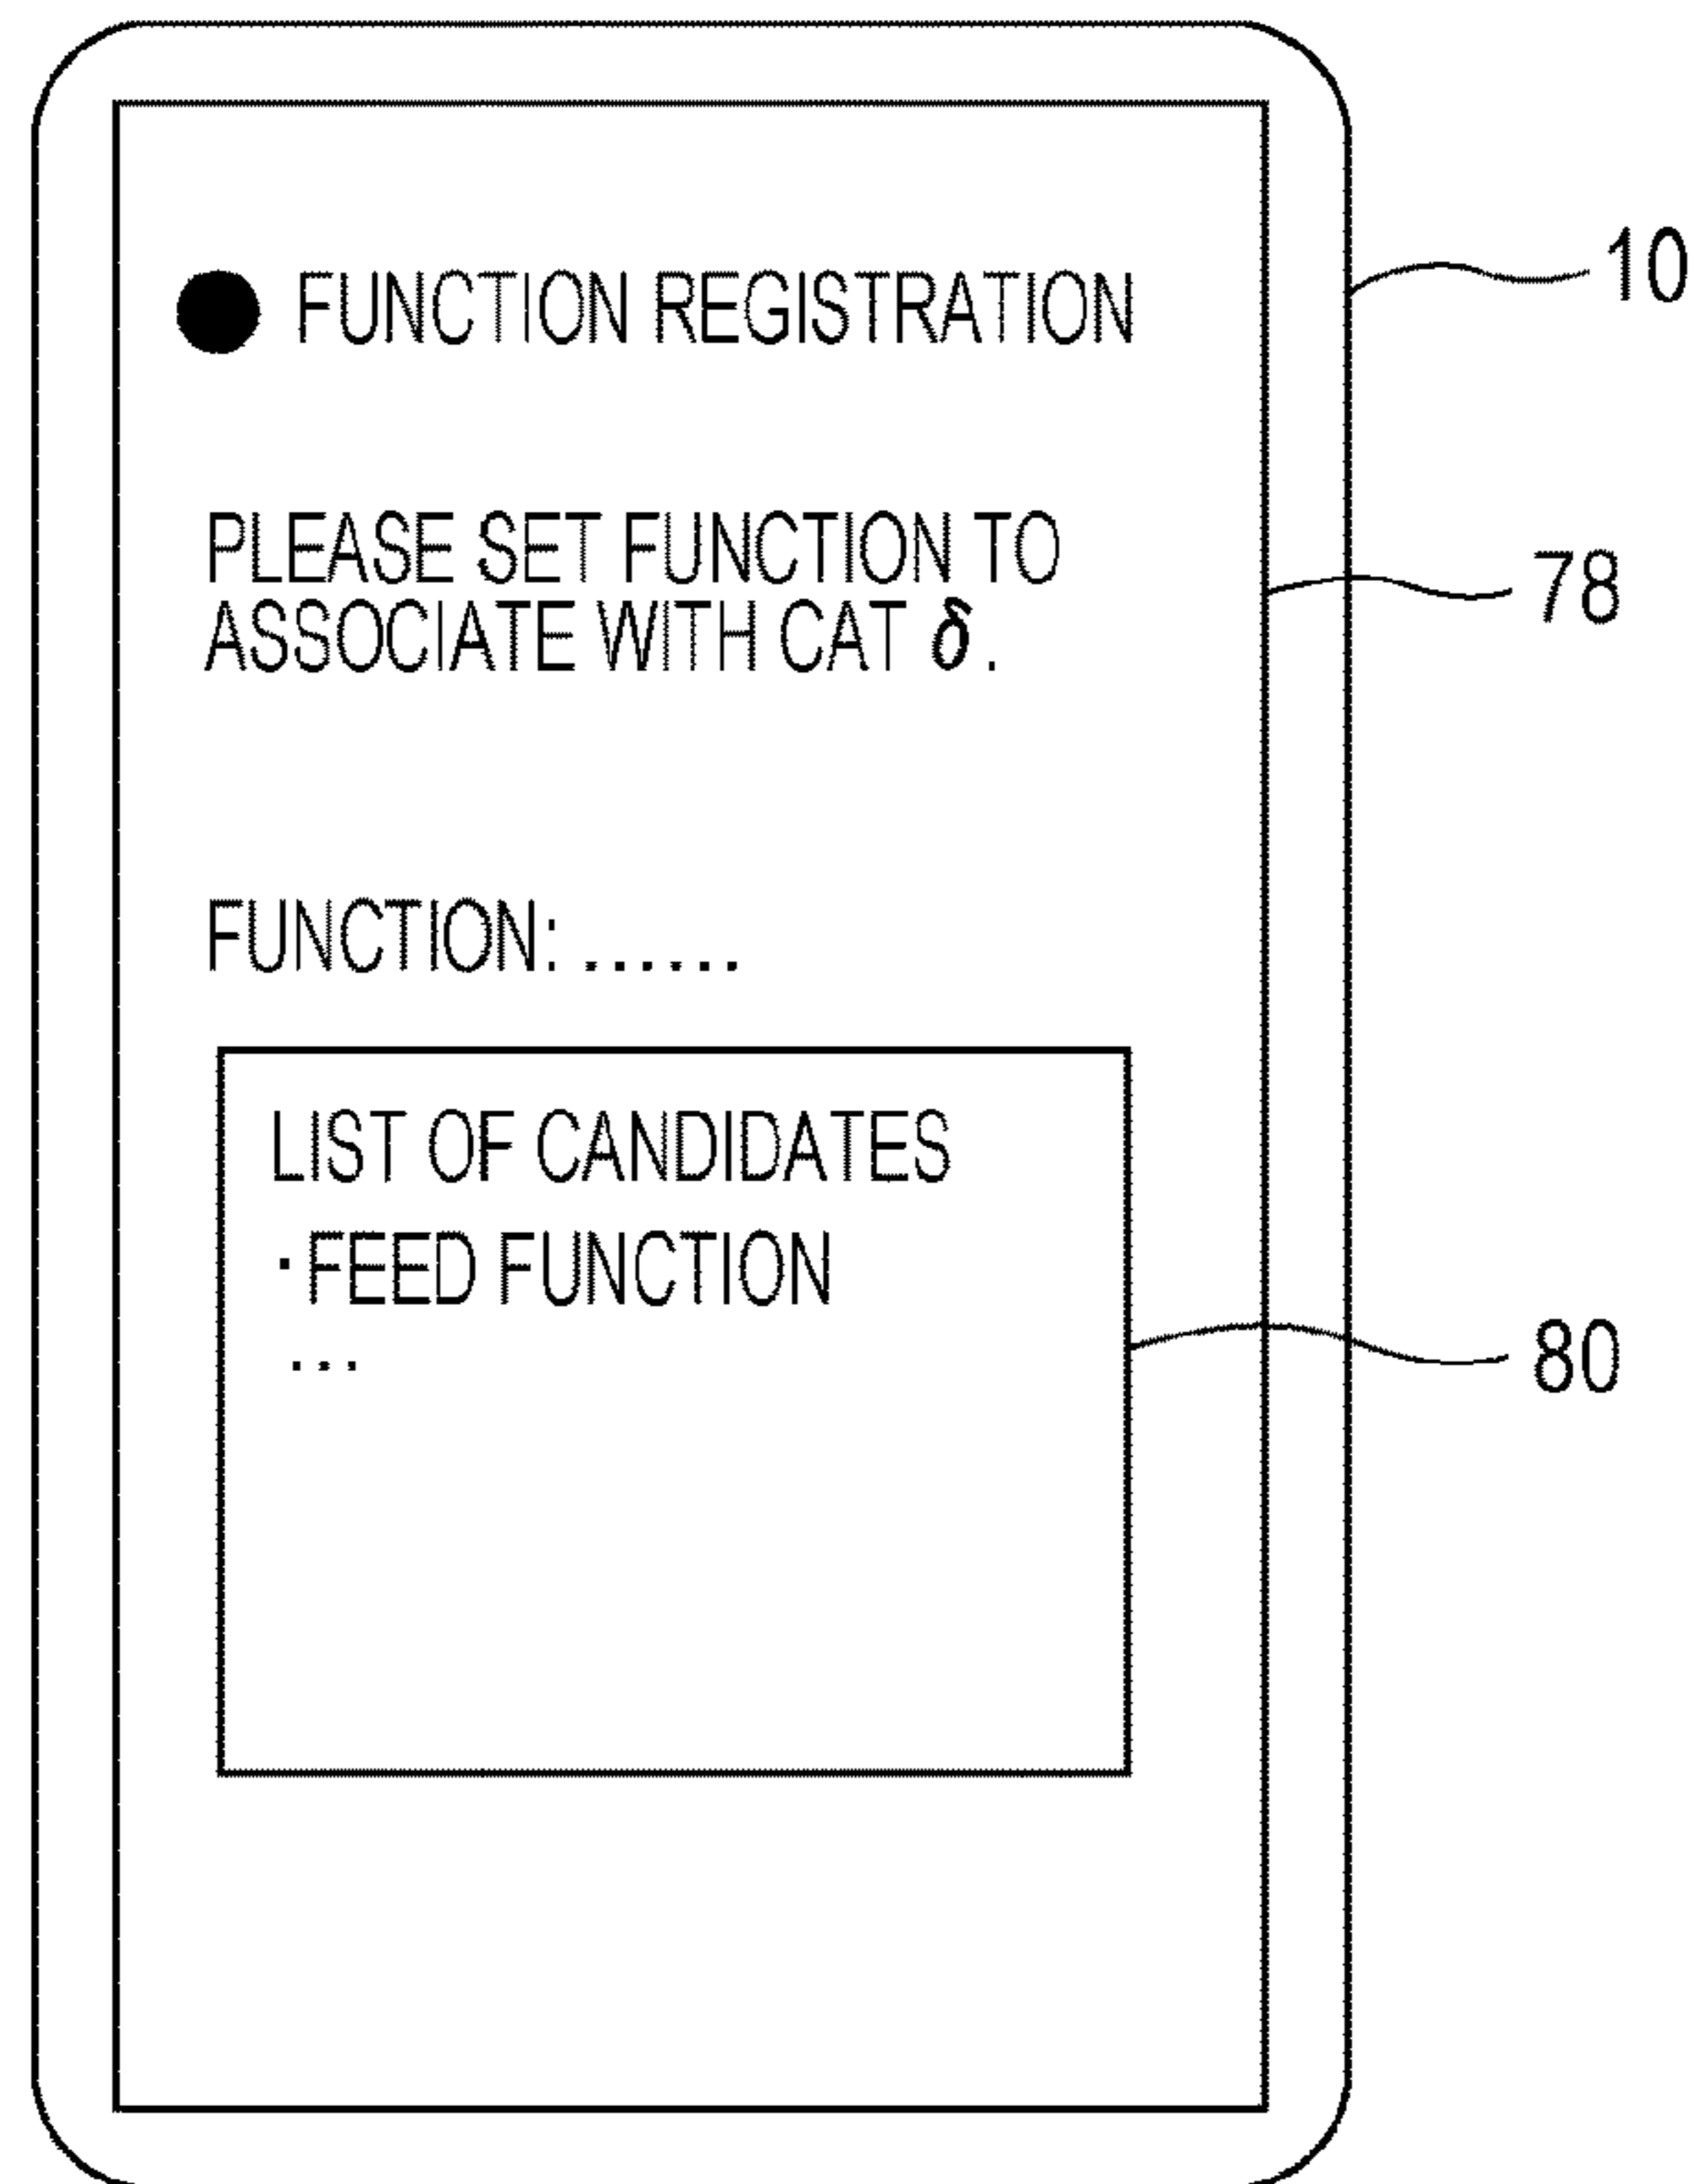 ● FUNCTION REGISTRATION
10
PLEASE SET FUNCTION TO
ASSOCIATE WITH CAT δ.
78
FUNCTION: ......
LIST OF CANDIDATES
·FEED FUNCTION
...
80